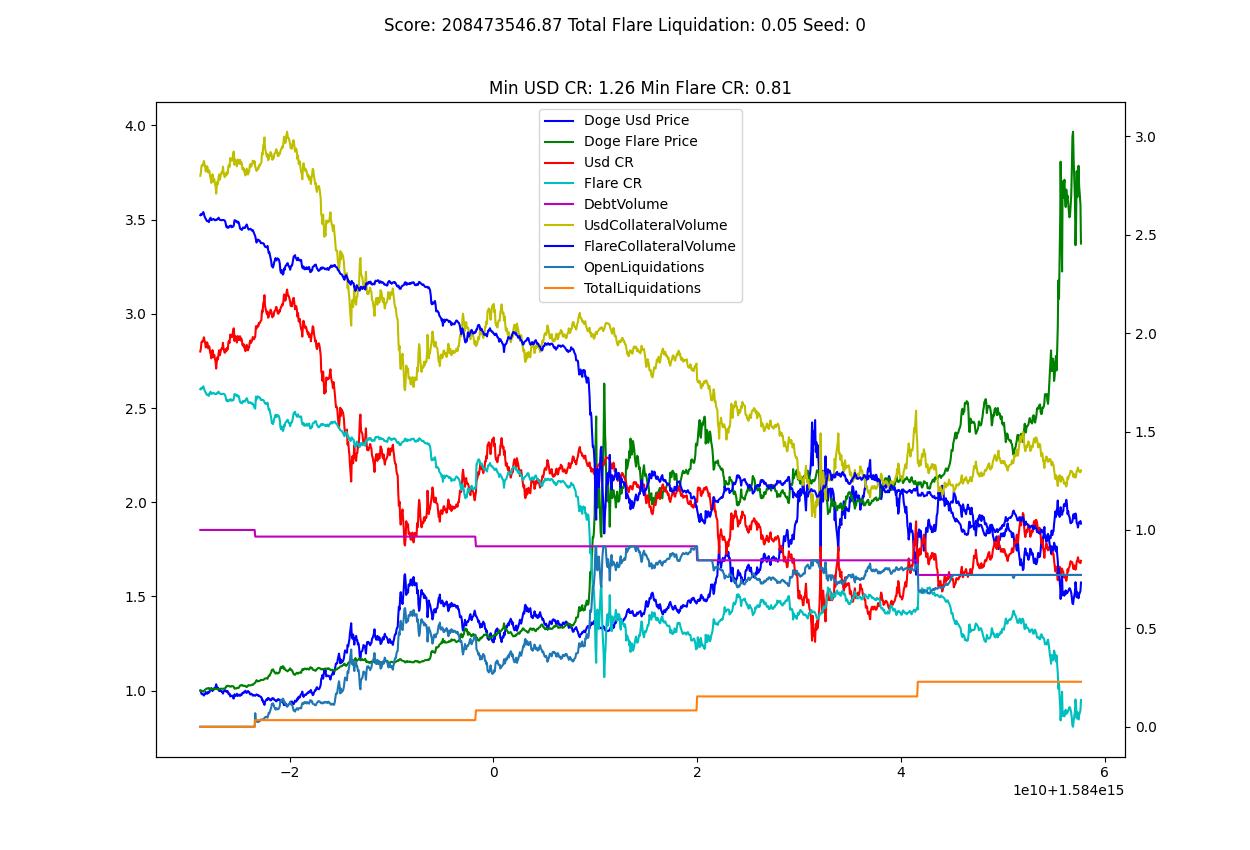 Score: 208473546.87 Total Flare Liquidation: 0.05 Seed: 0
Min USD CR: 1.26 Min Flare CR: 0.81
Doge Usd Price
Doge Flare Price
Usd CR
Flare CR
DebtVolume
UsdCollateralVolume
FlareCollateralVolume
OpenLiquidations
TotalLiquidations
4.0
3.5
3.0
2.5
2.0
1.5
1.0
3.0
2.5
2.0
1.5
1.0
0.5
0.0
−2 0 2 4 6
1e10+1.584e15